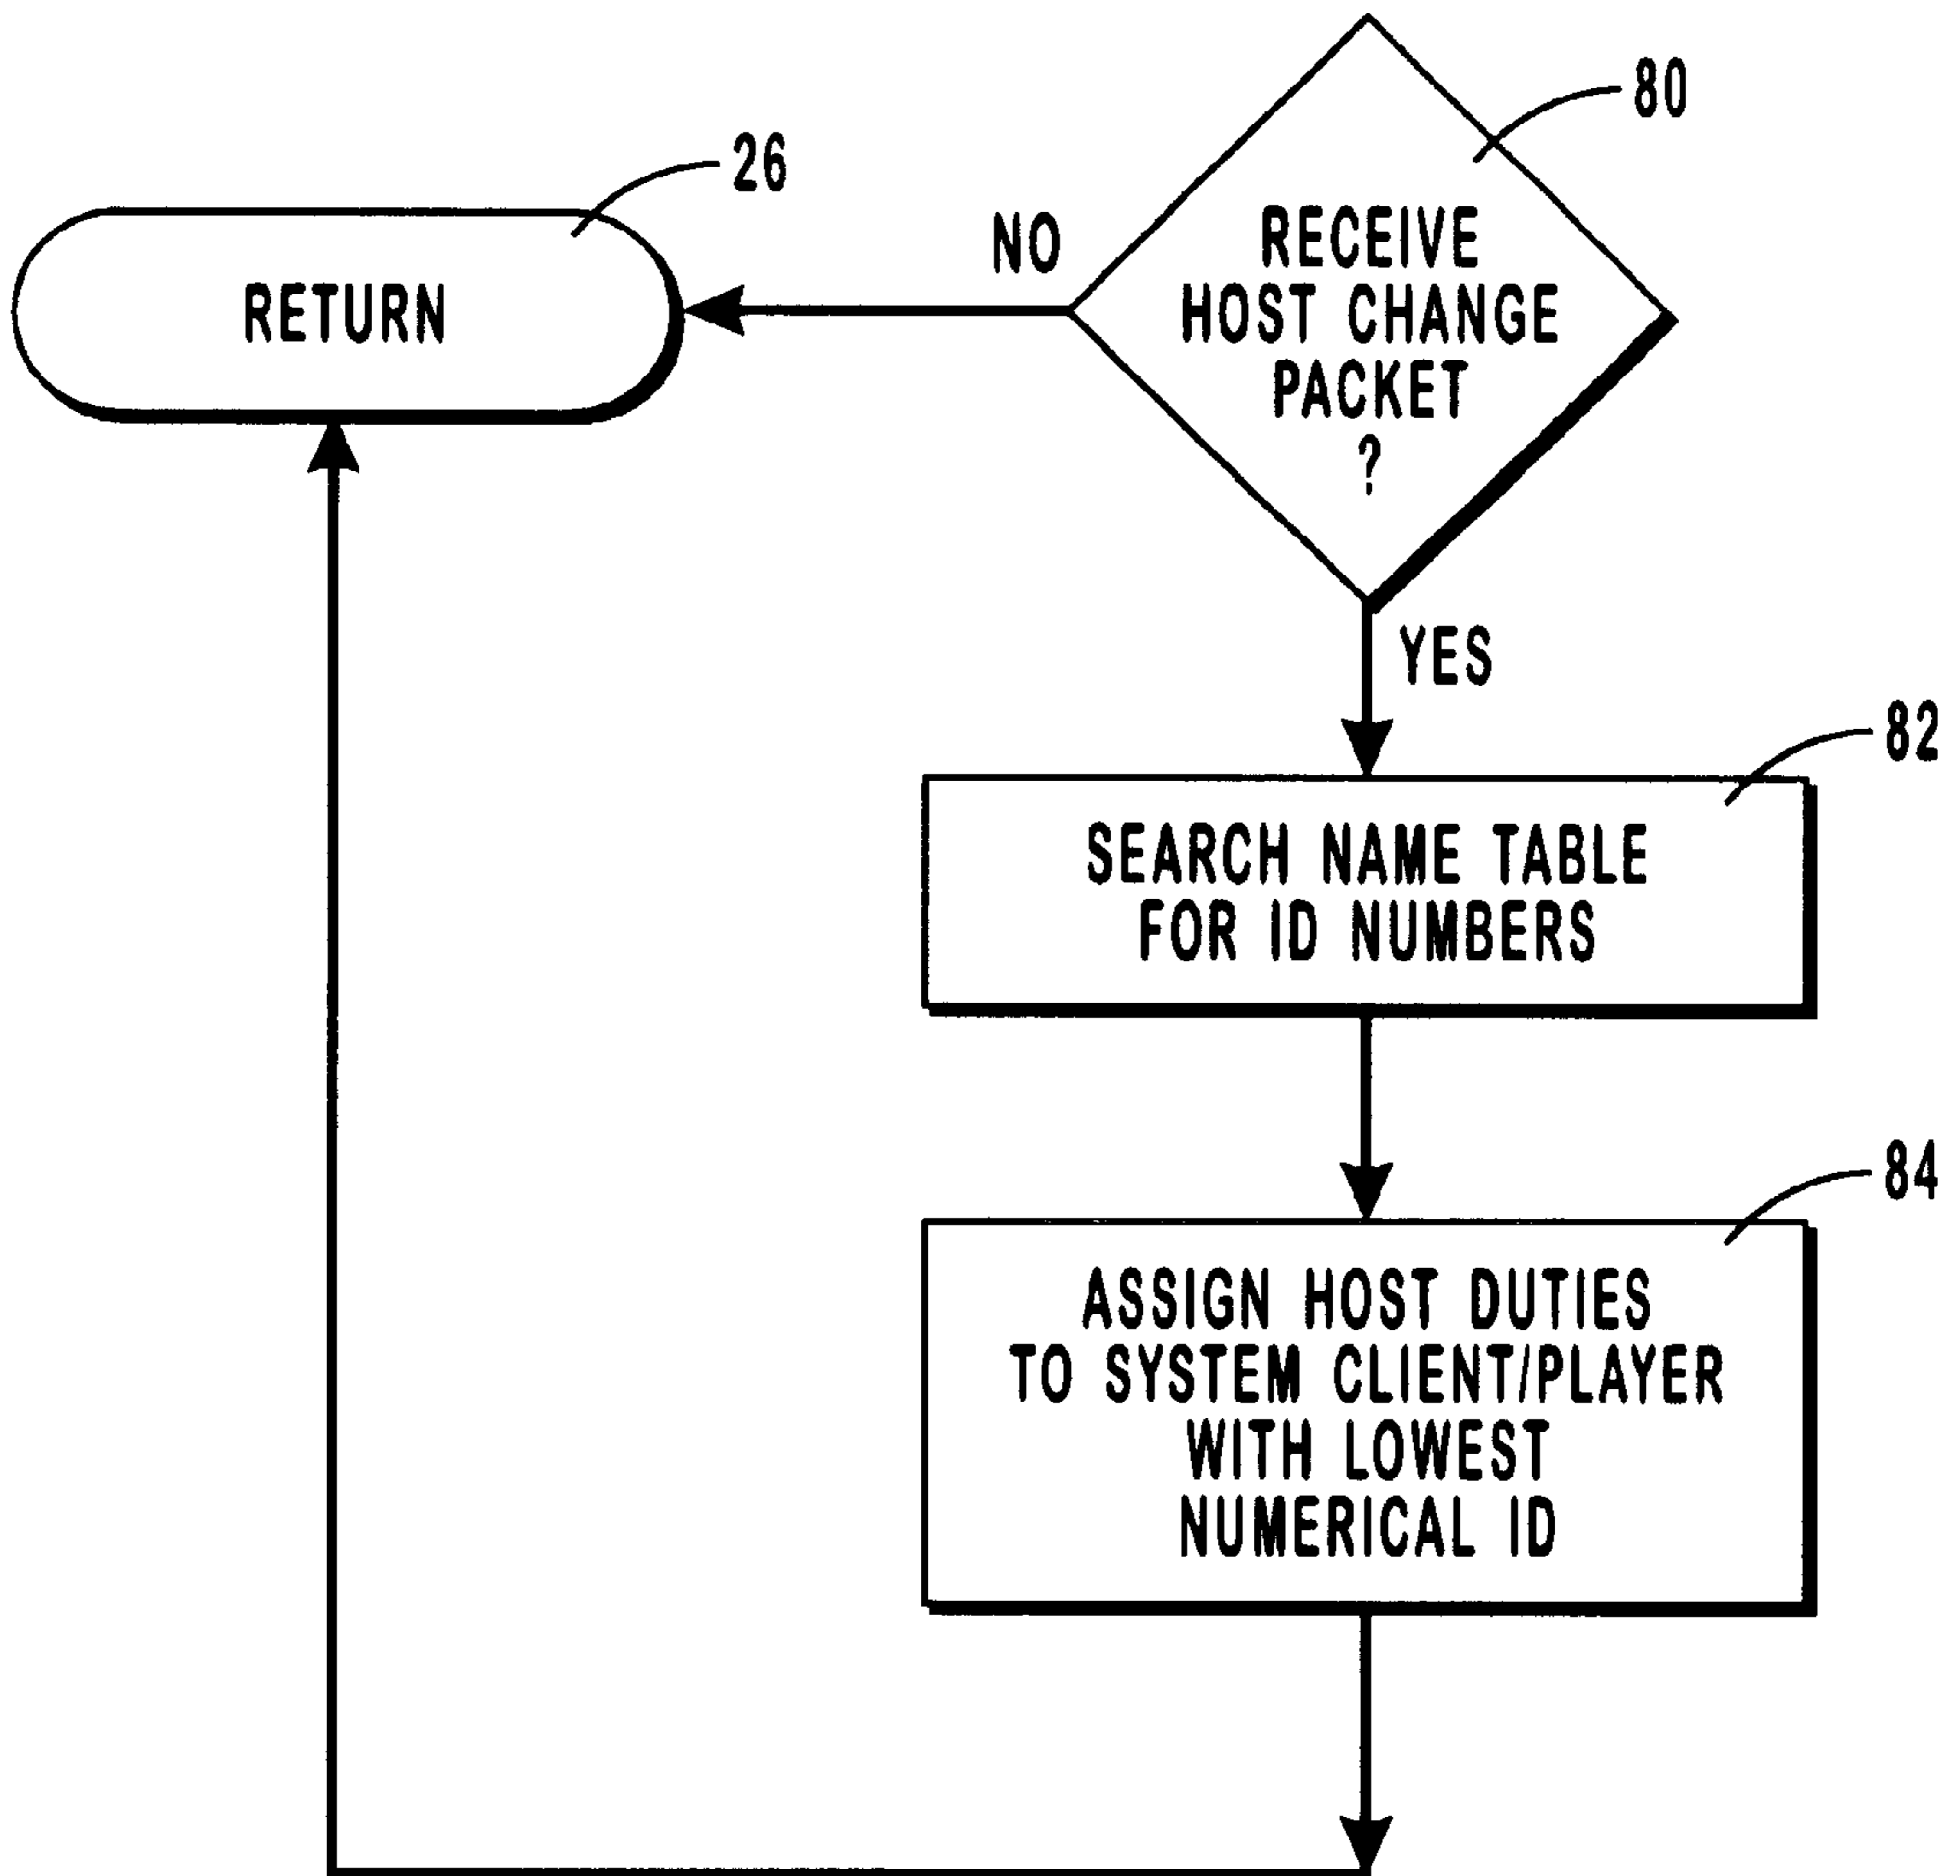 80
26
RECEIVE
HOST CHANGE
PACKET
?
NO
RETURN
YES
82
SEARCH NAME TABLE
FOR ID NUMBERS
84
ASSIGN HOST DUTIES
TO SYSTEM CLIENT/PLAYER
WITH LOWEST
NUMERICAL ID